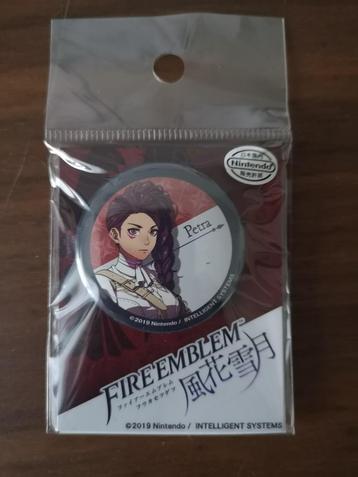 日本国内
Nintendo
販売許諾
Petra
©2019 Nintendo / INTELLIGENT SYSTEMS
FIRE EMBLEM™
ファイアーエムブレム
フウカセツゲツ
風花雪月
©2019 Nintendo / INTELLIGENT SYSTEMS